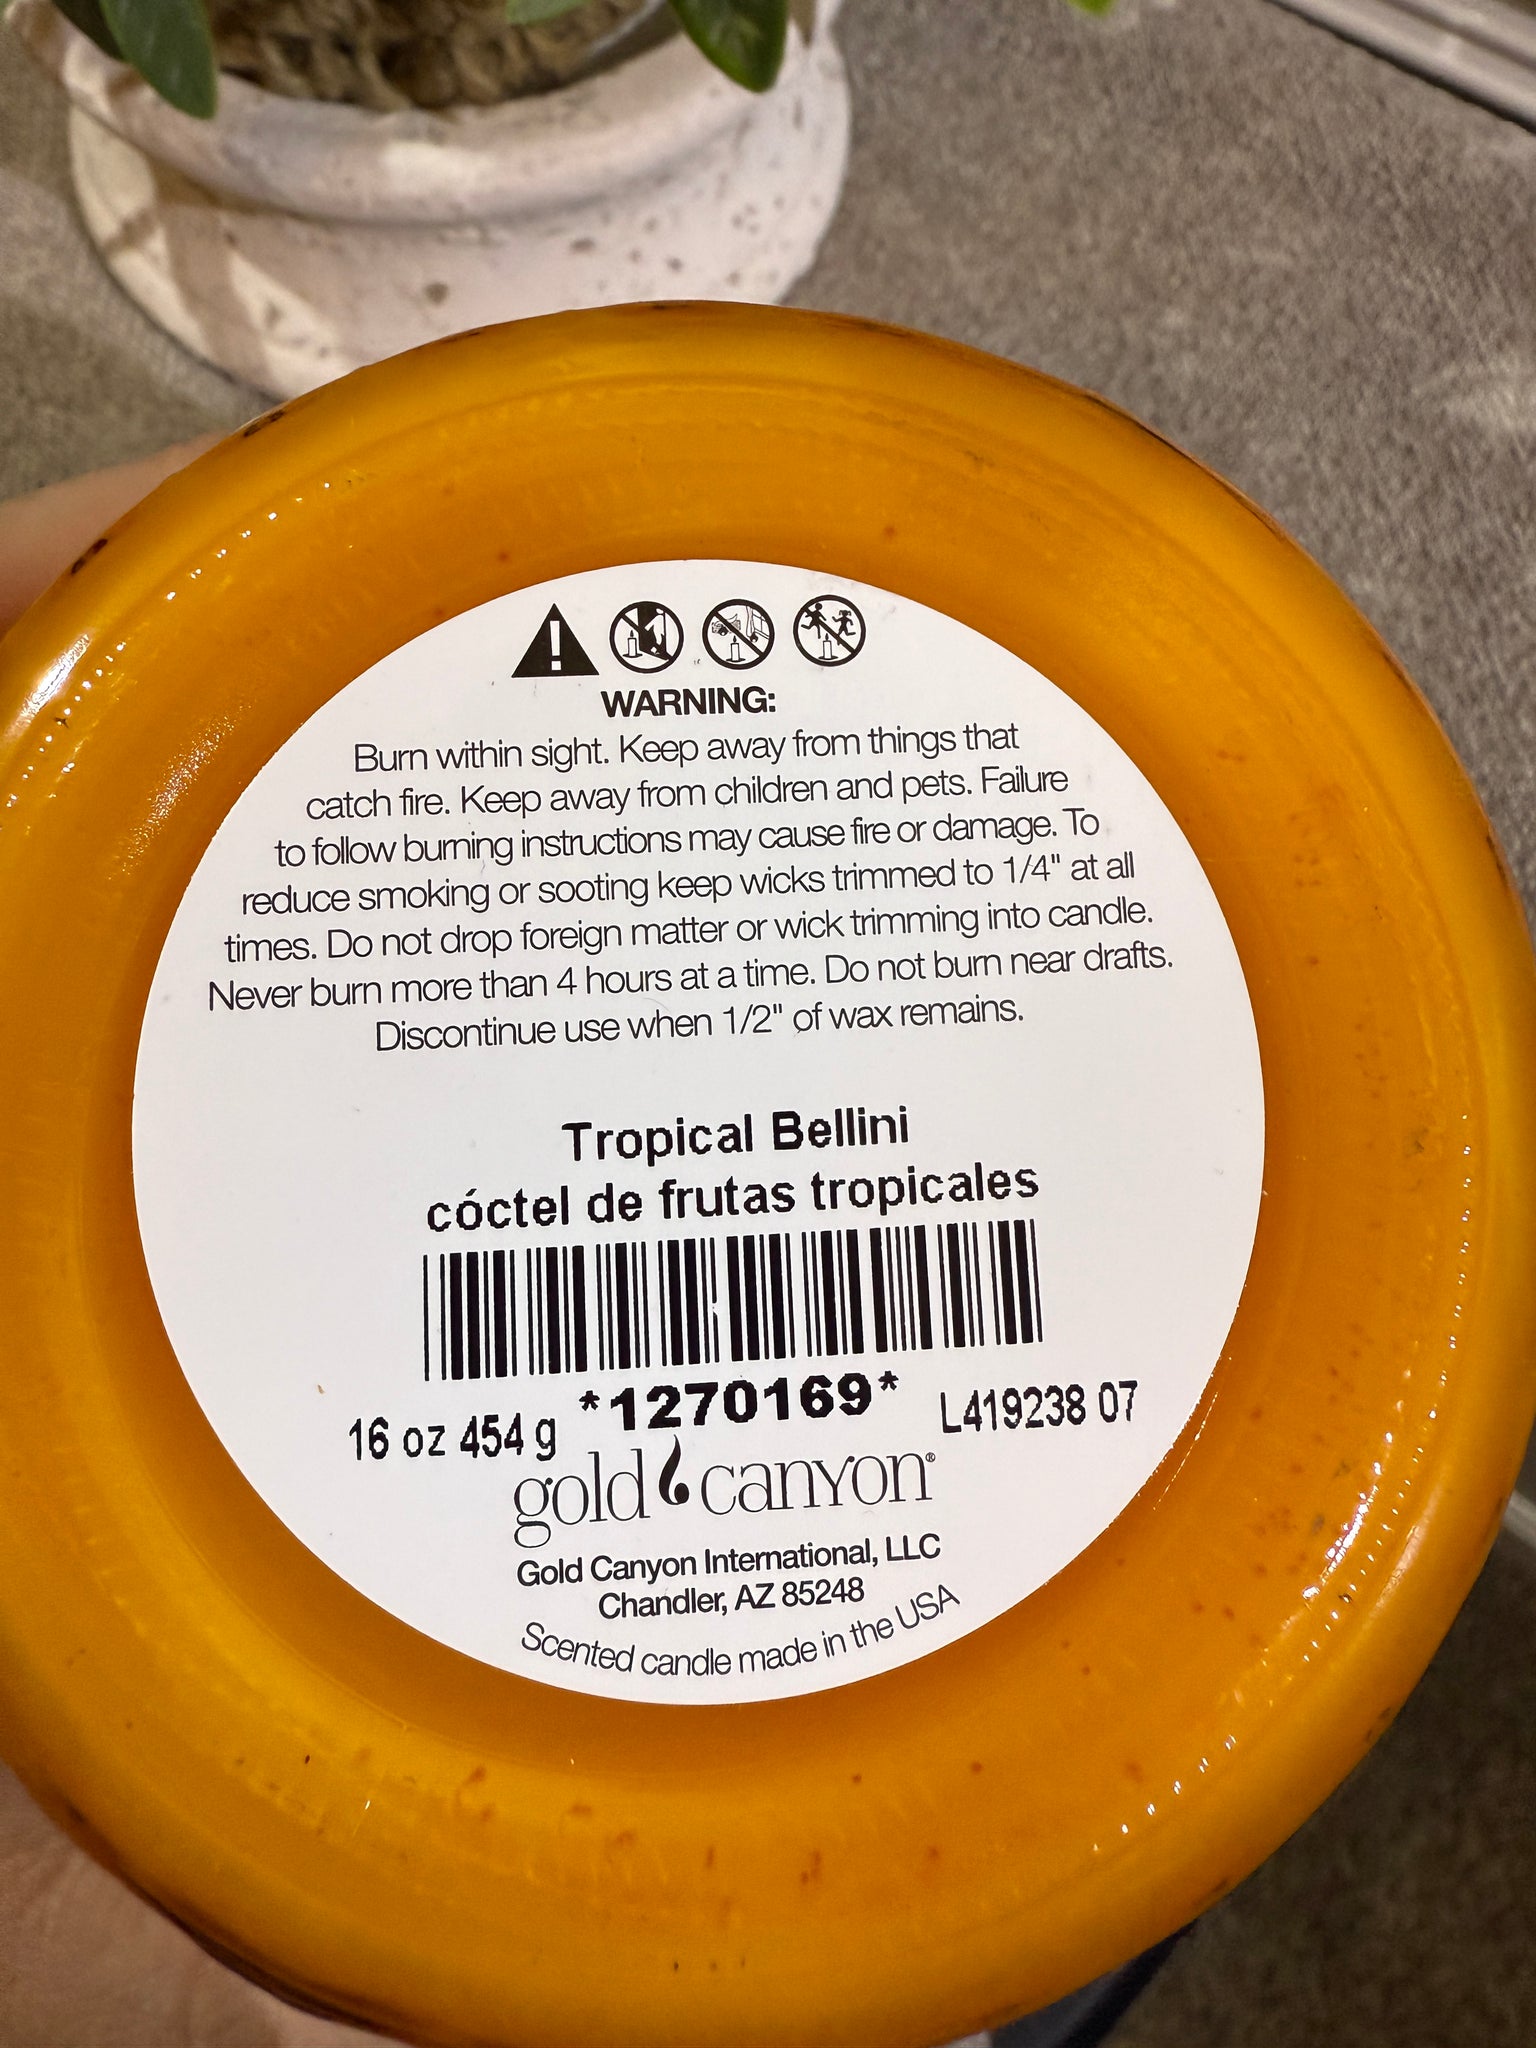 WARNING:
Burn within sight. Keep away from things that
catch fire. Keep away from children and pets. Failure
to follow burning instructions may cause fire or damage. To
reduce smoking or sooting keep wicks trimmed to 1/4" at all
times. Do not drop foreign matter or wick trimming into candle.
Never burn more than 4 hours at a time. Do not burn near drafts.
Discontinue use when 1/2" of wax remains.
Tropical Bellini
cóctel de frutas tropicales
16 oz 454 g *1270169* L419238 07
gold canyon®
Gold Canyon International, LLC
Chandler, AZ 85248
Scented candle made in the USA